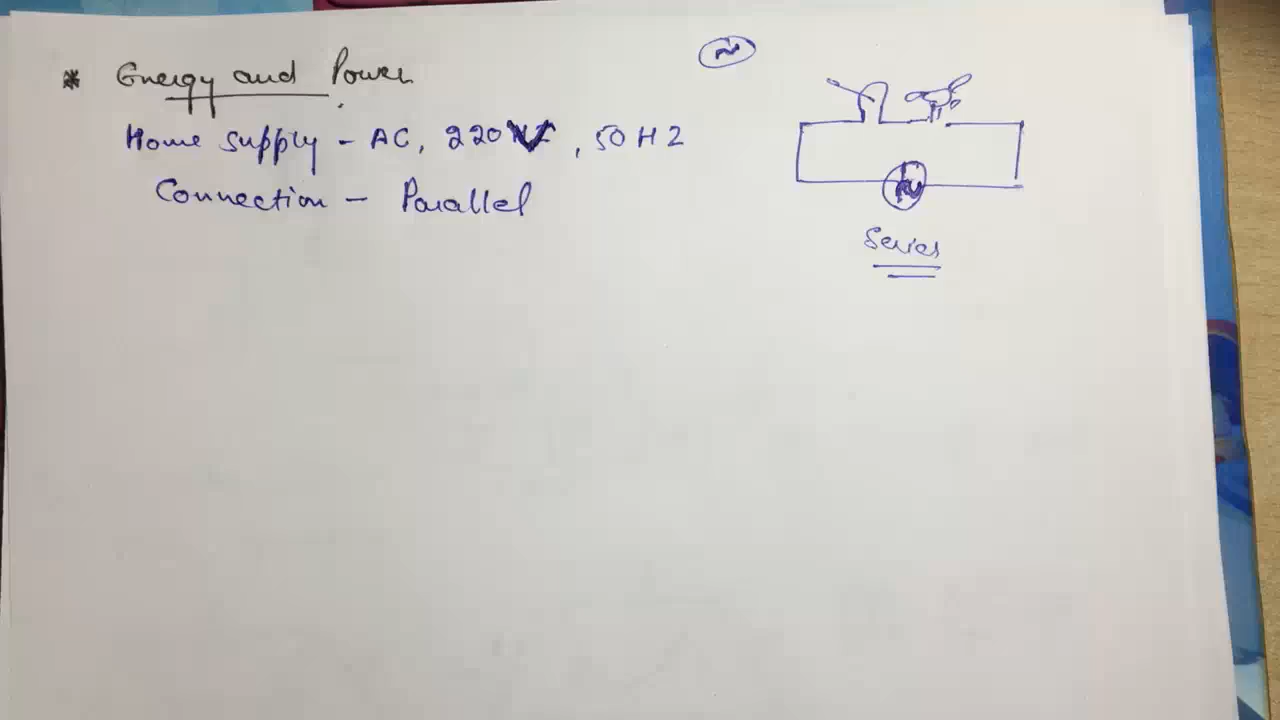 * Energy and Power
Home supply - AC, 220V, 50 Hz
Connection - Parallel
Series